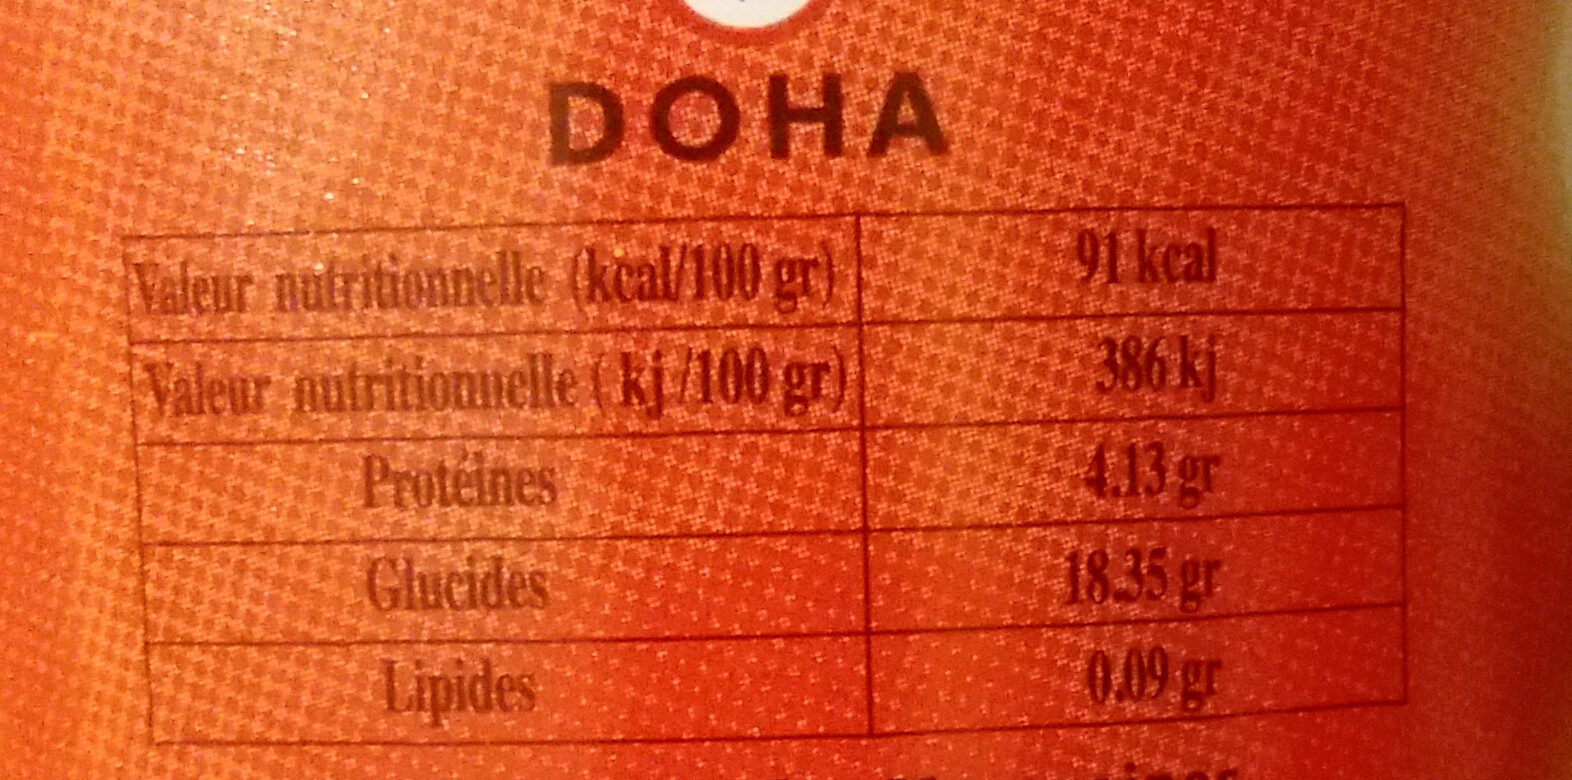 DOHA
Valeur nutritionnelle (kcal/100 gr) 91 kcal
Valeur nutritionnelle ( kj /100 gr) 386 kj
Protéines 4.13 gr
Glucides 18.35 gr
Lipides 0.09 gr